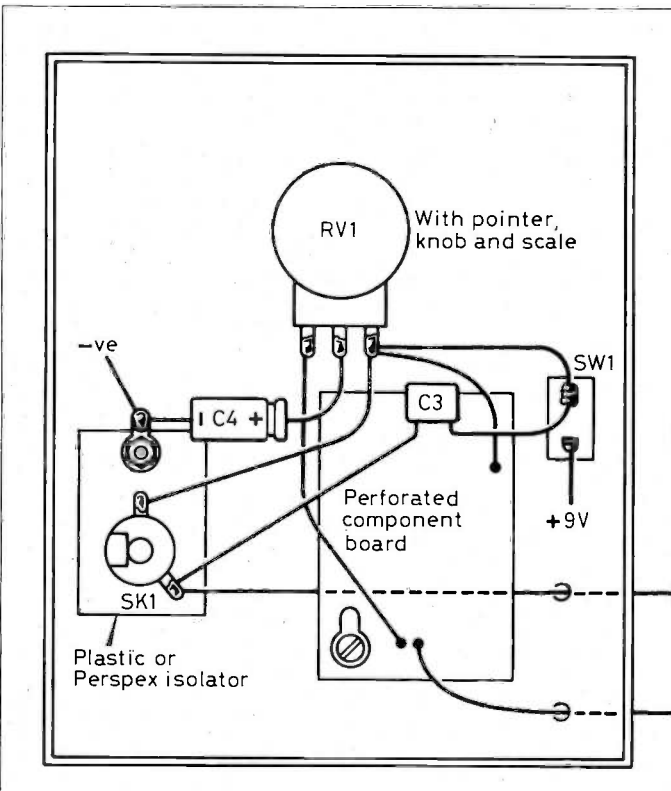 RV1
With pointer,
knob and scale
-ve
SW1
I C4 +
C3
Perforated
component
board
+9V
SK1
Plastic or
Perspex isolator